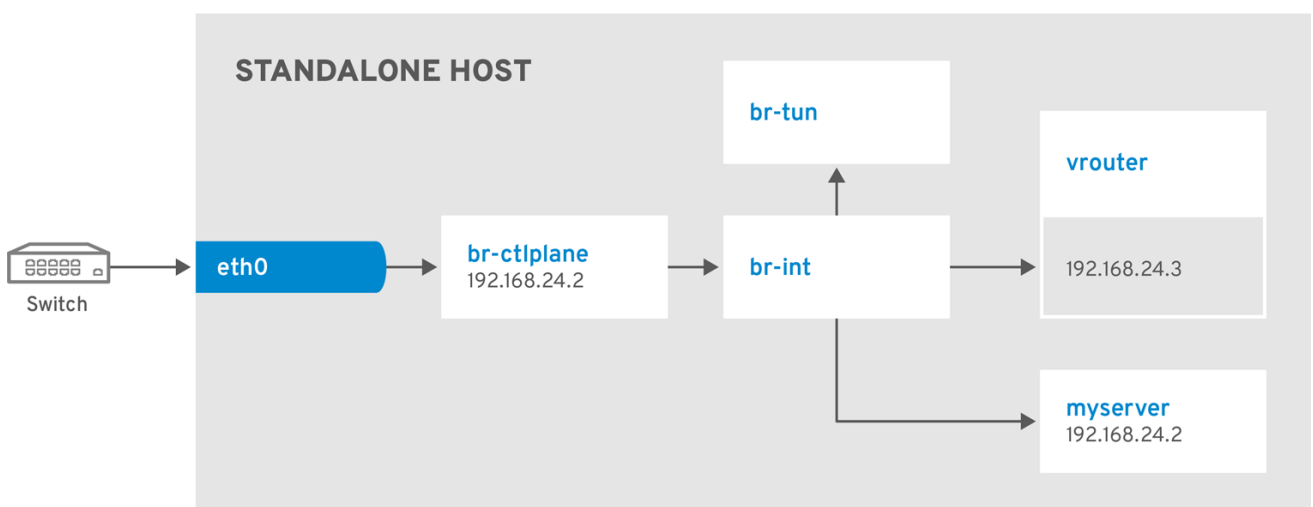 STANDALONE HOST
br-tun
vrouter
192.168.24.3
Switch
eth0
br-ctlplane
192.168.24.2
br-int
myserver
192.168.24.2